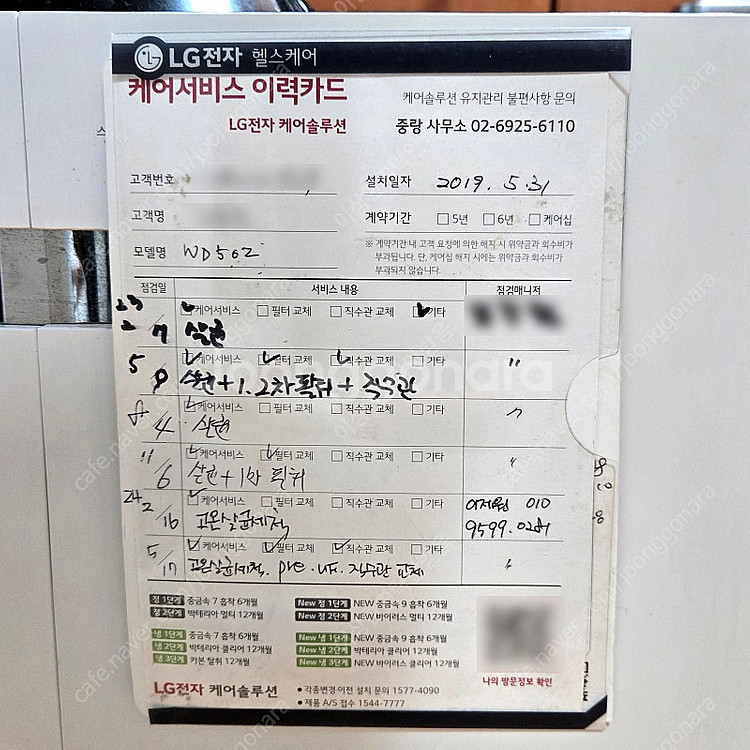 LG전자 헬스케어
케어서비스 이력카드
케어솔루션 유지관리 불편사항 문의
LG전자 케어솔루션
중랑 사무소 02-6925-6110
고객번호
설치일자 2019. 5. 31
고객명
계약기간 □ 5년 □ 6년 □ 케어십
※ 계약기간 내 고객 요청에 의한 해지 시 위약금과 회수비가
부과됩니다. 단, 케어십 해지 시에는 위약금과 회수비가
부과되지 않습니다.
모델명 WD502
점검일 서비스 내용 점검매니저
23
케어서비스 필터 교체 직수관 교체 기타
2 7 살균
5
케어서비스 필터 교체 직수관 교체 기타 "
9 살균+1.2차필터+직수관
8
케어서비스 필터 교체 직수관 교체 기타 "
4 살균
11
케어서비스 필터 교체 직수관 교체 기타 "
6 살균+1차 필터
24
케어서비스 필터 교체 직수관 교체 기타 010
2/16 고온살균세척 9599.
5
케어서비스 필터 교체 직수관 교체 기타 "
/17 고온살균세척. pre. UF. 직수관 교체
정 1단계 중금속 7 흡착 6개월 New 정 1단계 NEW 중금속 9 흡착 6개월
정 2단계 박테리아 멀티 12개월 New 정 2단계 NEW 바이러스 멀티 12개월
냉 1단계 중금속 7 흡착 6개월 New 냉 1단계 NEW 중금속 9 흡착 6개월
냉 2단계 박테리아 클리어 12개월 New 냉 2단계 박테리아 클리어 12개월
냉 3단계 카본 탈취 12개월 New 냉 3단계 NEW 바이러스 클리어 12개월
나의 방문정보 확인
LG전자 케어솔루션
• 각종변경·이전 설치 문의 1577-4090
• 제품 A/S 접수 1544-7777
joonggonara
cafe.naver.com/joonggonara